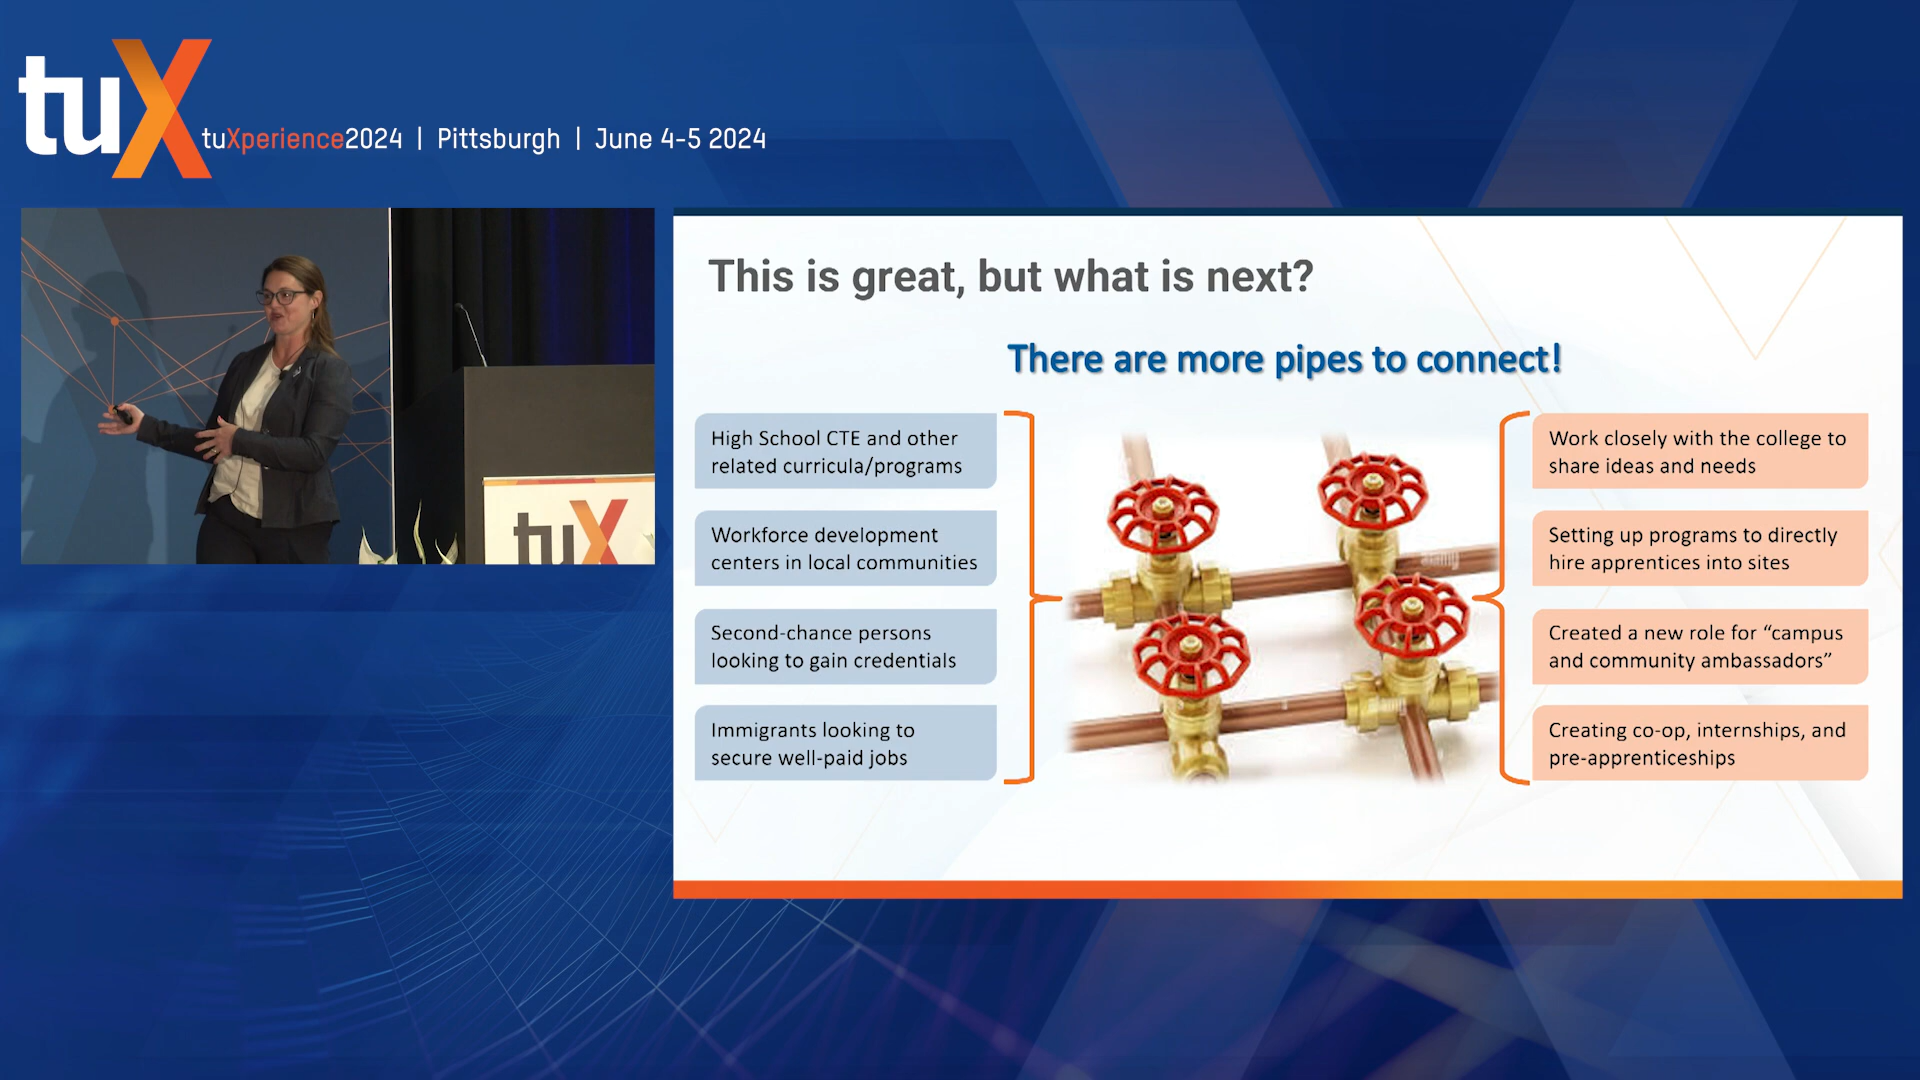 tuX
tuXperience2024 | Pittsburgh | June 4-5 2024
tuX
This is great, but what is next?
There are more pipes to connect!
High School CTE and other
related curricula/programs
Workforce development
centers in local communities
Second-chance persons
looking to gain credentials
Immigrants looking to
secure well-paid jobs
Work closely with the college to
share ideas and needs
Setting up programs to directly
hire apprentices into sites
Created a new role for “campus
and community ambassadors”
Creating co-op, internships, and
pre-apprenticeships